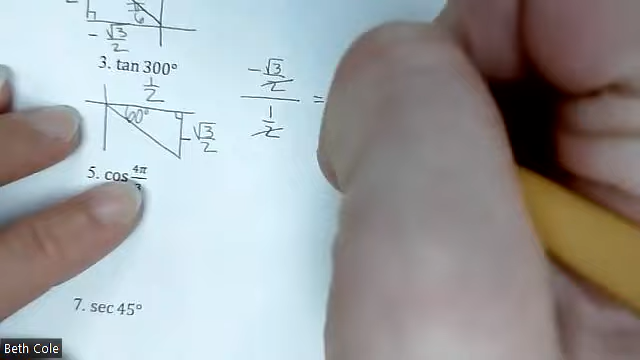 π/6
- √3/2
3. tan 300°
1/2
60°
- √3/2
-√3/2 / 1/2 =
5. cos 4π/3
7. sec 45°
Beth Cole